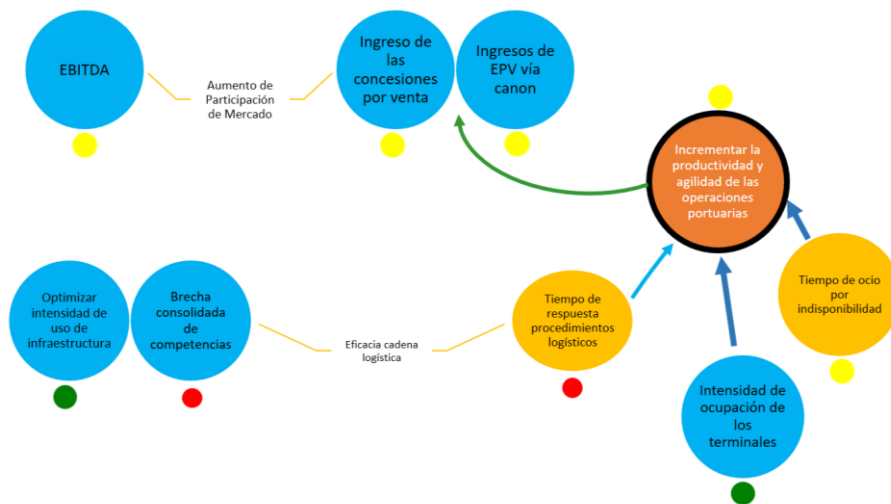 EBITDA
Aumento de
Participación
de Mercado
Ingreso de
las
concesiones
por venta
Ingresos de
EPV vía
canon
Incrementar la
productividad y
agilidad de las
operaciones
portuarias
Optimizar
intensidad de
uso de
infraestructura
Brecha
consolidada
de
competencias
Eficacia cadena
logística
Tiempo de
respuesta
procedimientos
logísticos
Tiempo de ocio
por
indisponibilidad
Intensidad de
ocupación de
los
terminales